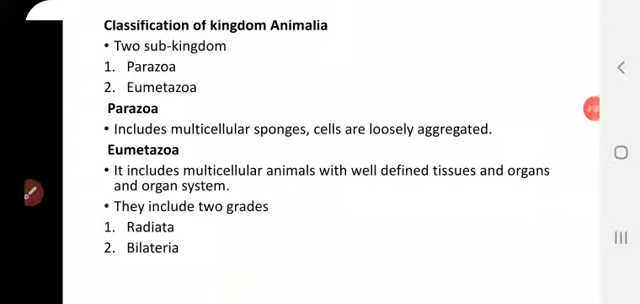 Classification of kingdom Animalia
• Two sub-kingdom
1. Parazoa
2. Eumetazoa
Parazoa
• Includes multicellular sponges, cells are loosely aggregated.
Eumetazoa
• It includes multicellular animals with well defined tissues and organs
and organ system.
• They include two grades
1. Radiata
2. Bilateria